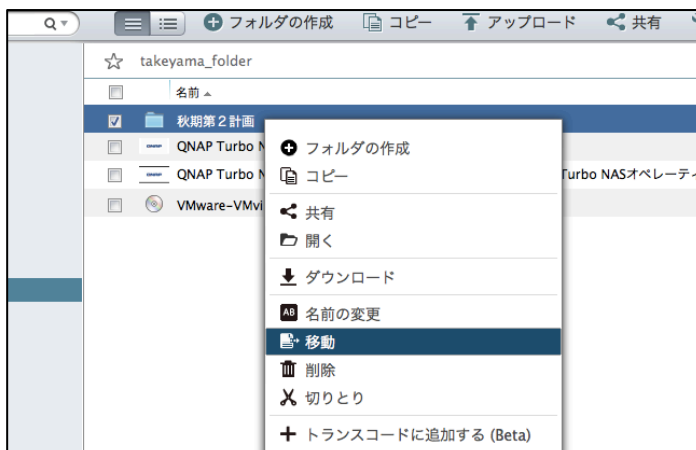 フォルダの作成 コピー アップロード 共有
takeyama_folder
名前
秋期第2計画
QNAP Turbo N
QNAP Turbo N Turbo NASオペレーティ
VMware-VMvi
フォルダの作成
コピー
共有
開く
ダウンロード
AB 名前の変更
移動
削除
切りとり
トランスコードに追加する (Beta)